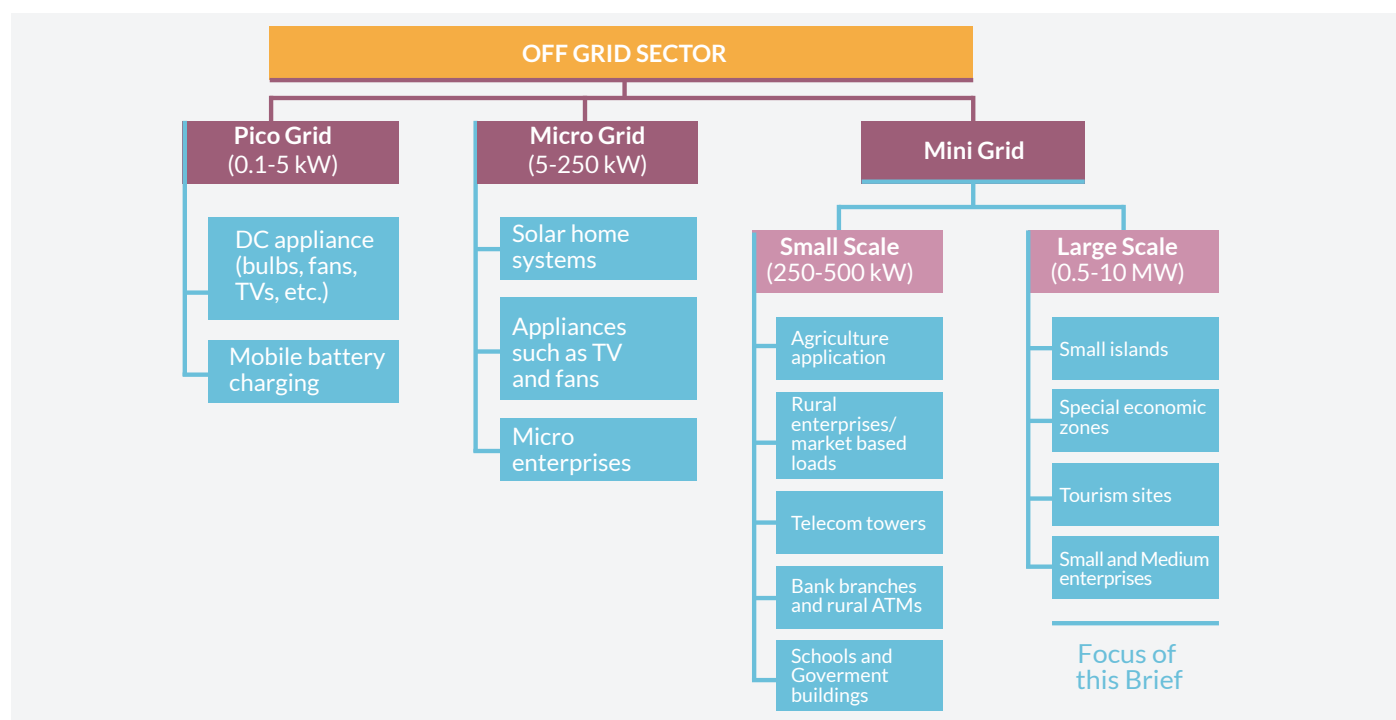 OFF GRID SECTOR
Pico Grid
(0.1-5 kW)
DC appliance
(bulbs, fans,
TVs, etc.)
Mobile battery
charging
Micro Grid
(5-250 kW)
Solar home
systems
Appliances
such as TV
and fans
Micro
enterprises
Mini Grid
Small Scale
(250-500 kW)
Agriculture
application
Rural
enterprises/
market based
loads
Telecom towers
Bank branches
and rural ATMs
Schools and
Goverment
buildings
Large Scale
(0.5-10 MW)
Small islands
Special economic
zones
Tourism sites
Small and Medium
enterprises
Focus of
this Brief